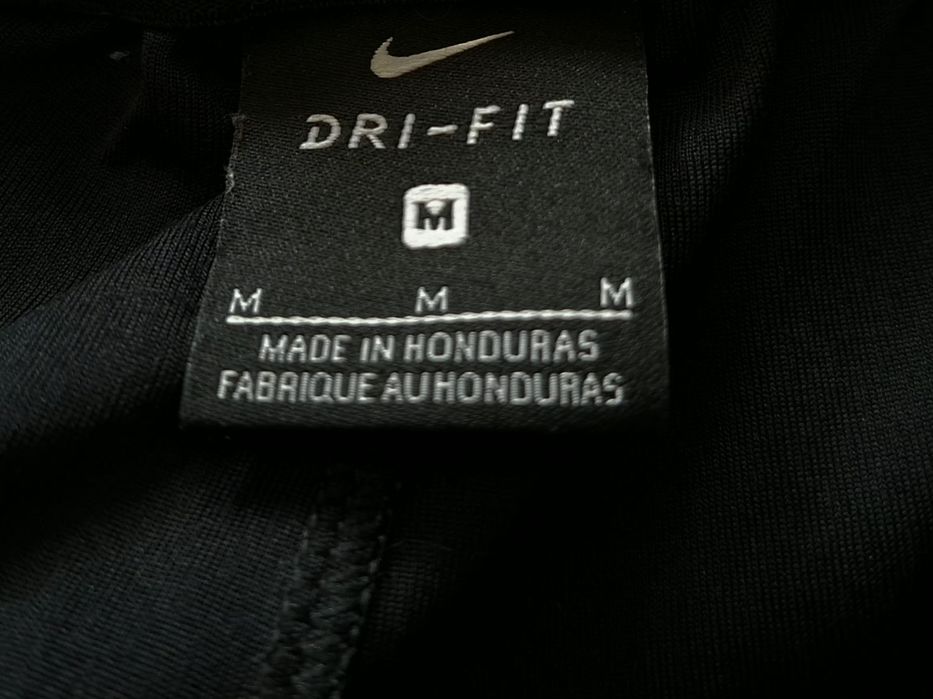 DRI-FIT
M
M M M
MADE IN HONDURAS
FABRIQUE AU HONDURAS